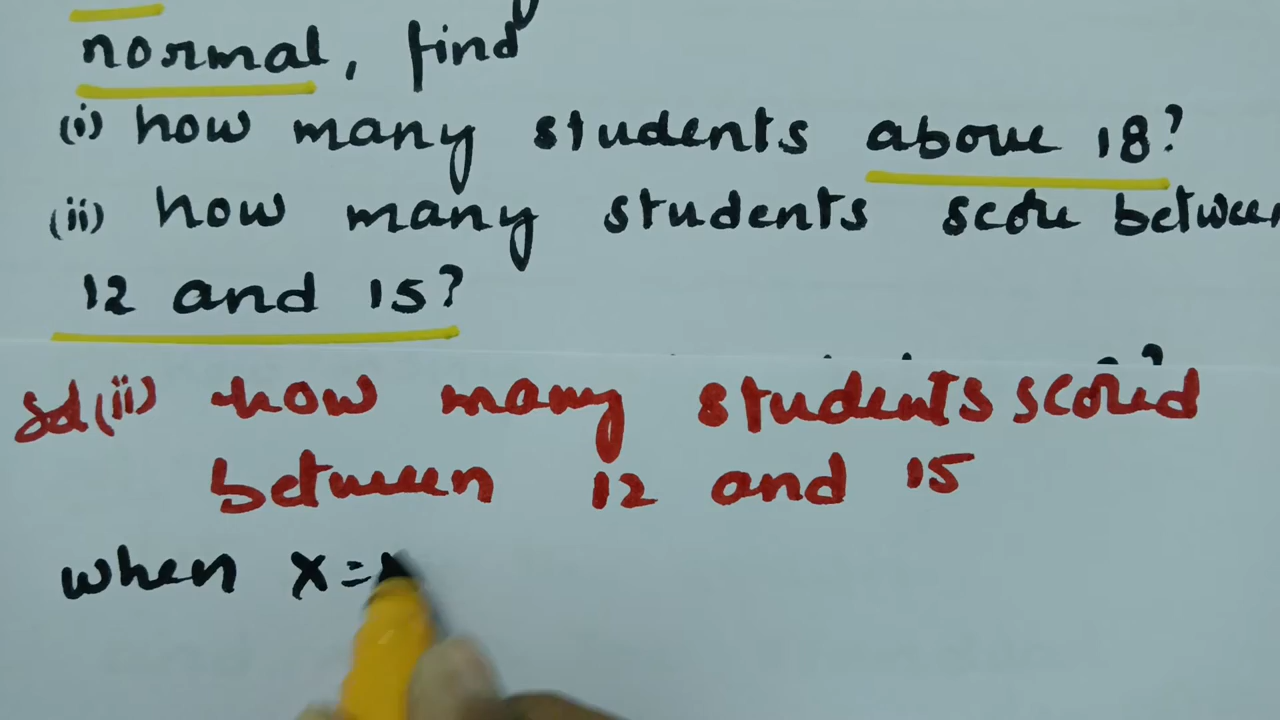 normal, find
(i) how many students above 18?
(ii) how many students score between
12 and 15?
Sol (ii) how many students scored
between 12 and 15
when x=